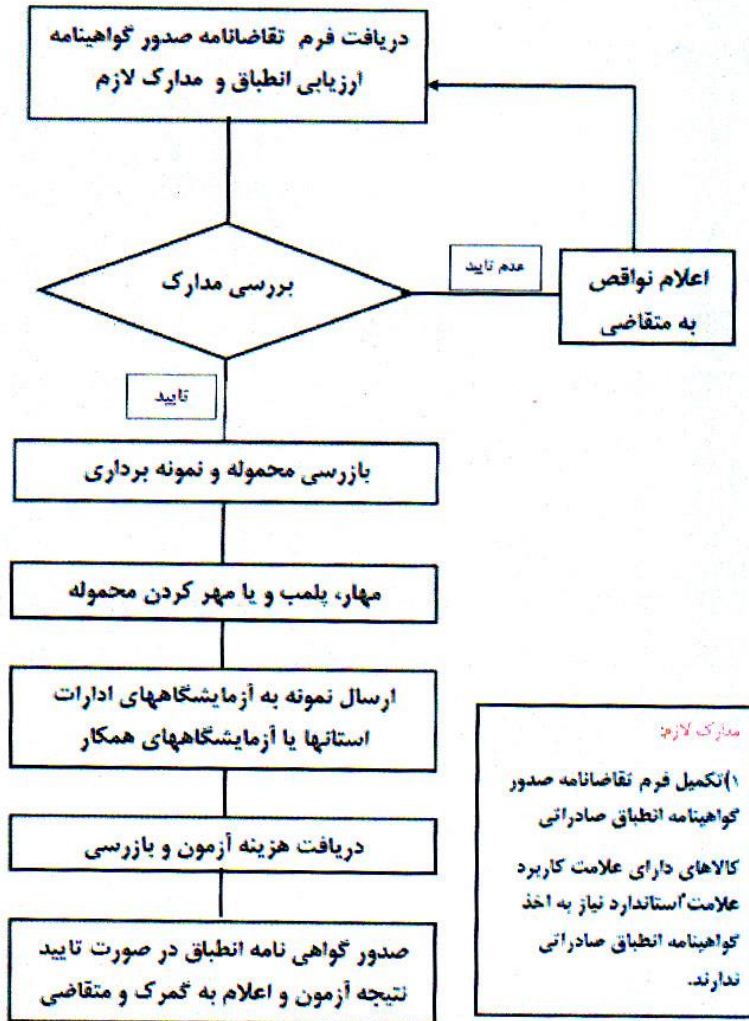 دریافت فرم تقاضانامه صدور گواهینامه
ارزیابی انطباق و مدارک لازم
بررسی مدارک
عدم تایید
اعلام نواقص
به متقاضی
تایید
بازرسی محموله و نمونه برداری
مهار، پلمب و یا مهر کردن محموله
ارسال نمونه به آزمایشگاههای ادارات
استانها یا آزمایشگاههای همکار
دریافت هزینه آزمون و بازرسی
صدور گواهی نامه انطباق در صورت تایید
نتیجه آزمون و اعلام به گمرک و متقاضی
مدارک لازم:
۱)تکمیل فرم تقاضانامه صدور
گواهینامه انطباق صادراتی
کالاهای دارای علامت کاربرد
علامت استاندارد نیاز به اخذ
گواهینامه انطباق صادراتی
ندارند.